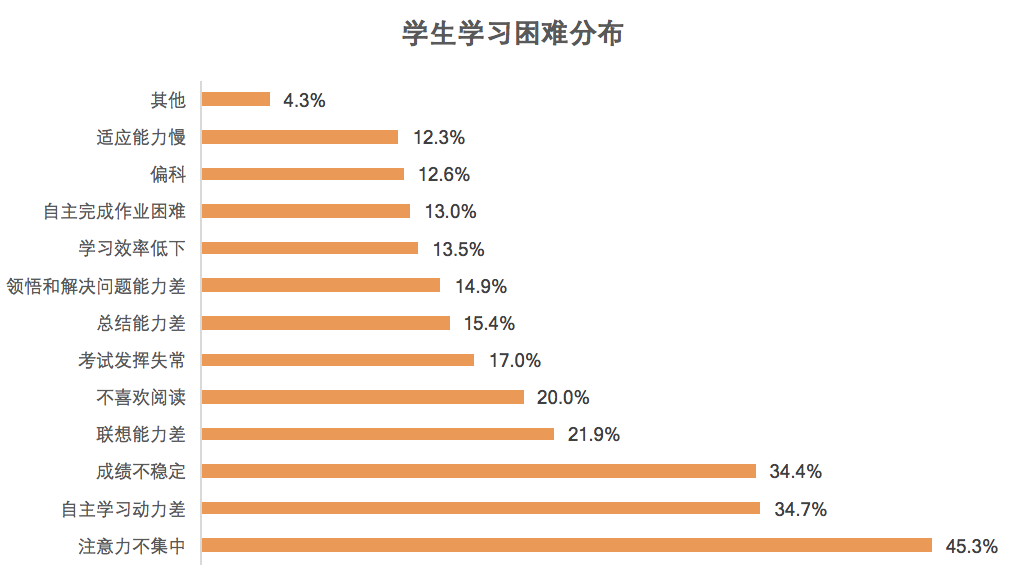 学生学习困难分布
其他 4.3%
适应能力慢 12.3%
偏科 12.6%
自主完成作业困难 13.0%
学习效率低下 13.5%
领悟和解决问题能力差 14.9%
总结能力差 15.4%
考试发挥失常 17.0%
不喜欢阅读 20.0%
联想能力差 21.9%
成绩不稳定 34.4%
自主学习动力差 34.7%
注意力不集中 45.3%